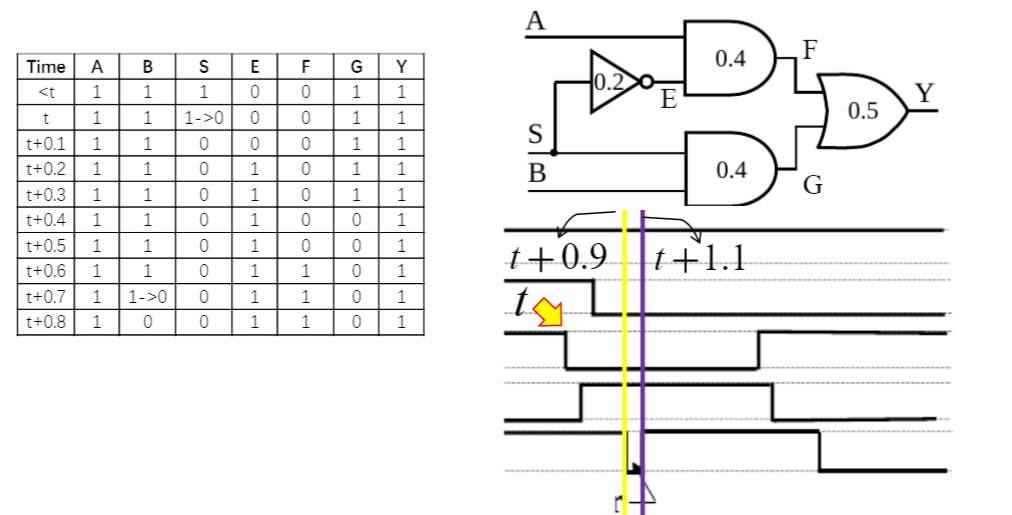 Time A B S E F G Y
<t 1 1 1 0 0 1 1
t 1 1 1->0 0 0 1 1
t+0.1 1 1 0 0 0 1 1
t+0.2 1 1 0 1 0 1 1
t+0.3 1 1 0 1 0 1 1
t+0.4 1 1 0 1 0 0 1
t+0.5 1 1 0 1 0 0 1
t+0.6 1 1 0 1 1 0 1
t+0.7 1 1->0 0 1 1 0 1
t+0.8 1 0 0 1 1 0 1
A
0.4
F
0.2
E
0.5
Y
S
B
0.4
G
t+0.9
t+1.1
t